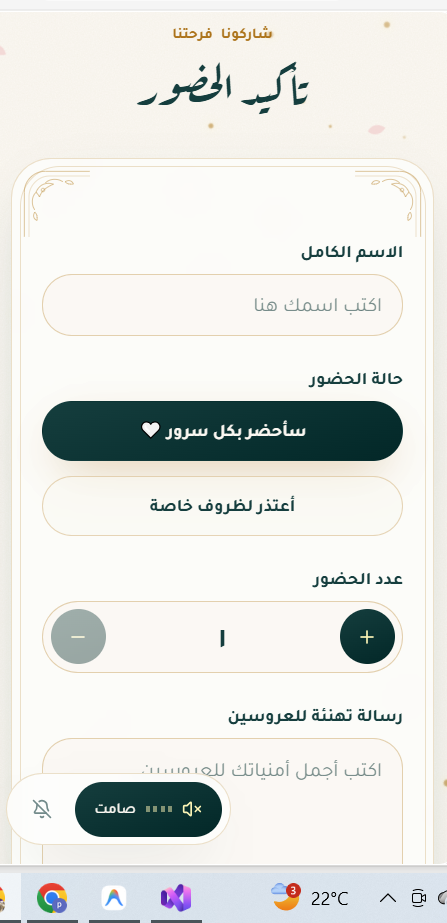 شاركونا فرحتنا
تأكيد الحضور
الاسم الكامل
اكتب اسمك هنا
حالة الحضور
سأحضر بكل سرور 🤍
أعتذر لظروف خاصة
عدد الحضور
+ ١ −
رسالة تهنئة للعروسين
اكتب أجمل أمنياتك للعروسين
صامت
p
3
22°C